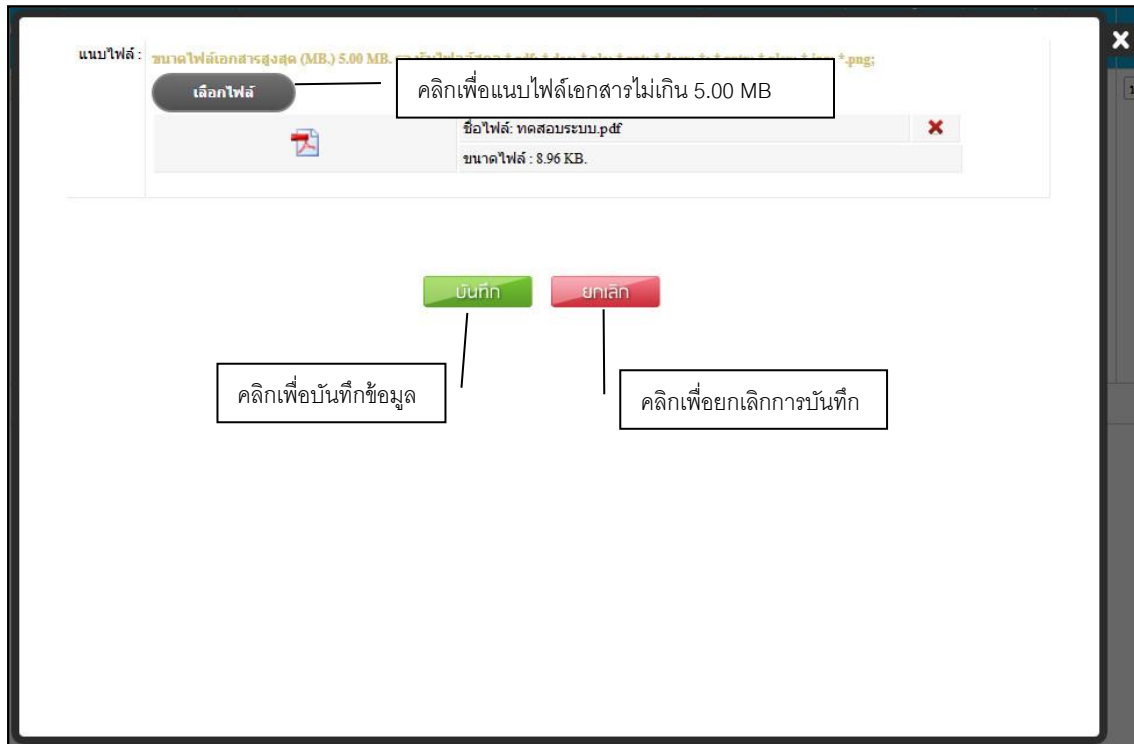 แนบไฟล์ : ขนาดไฟล์เอกสารสูงสุด (MB.) 5.00 MB. *.png;
เลือกไฟล์
คลิกเพื่อแนบไฟล์เอกสารไม่เกิน 5.00 MB
ชื่อไฟล์: ทดสอบระบบ.pdf
ขนาดไฟล์ : 8.96 KB.
บันทึก ยกเลิก
คลิกเพื่อบันทึกข้อมูล
คลิกเพื่อยกเลิกการบันทึก